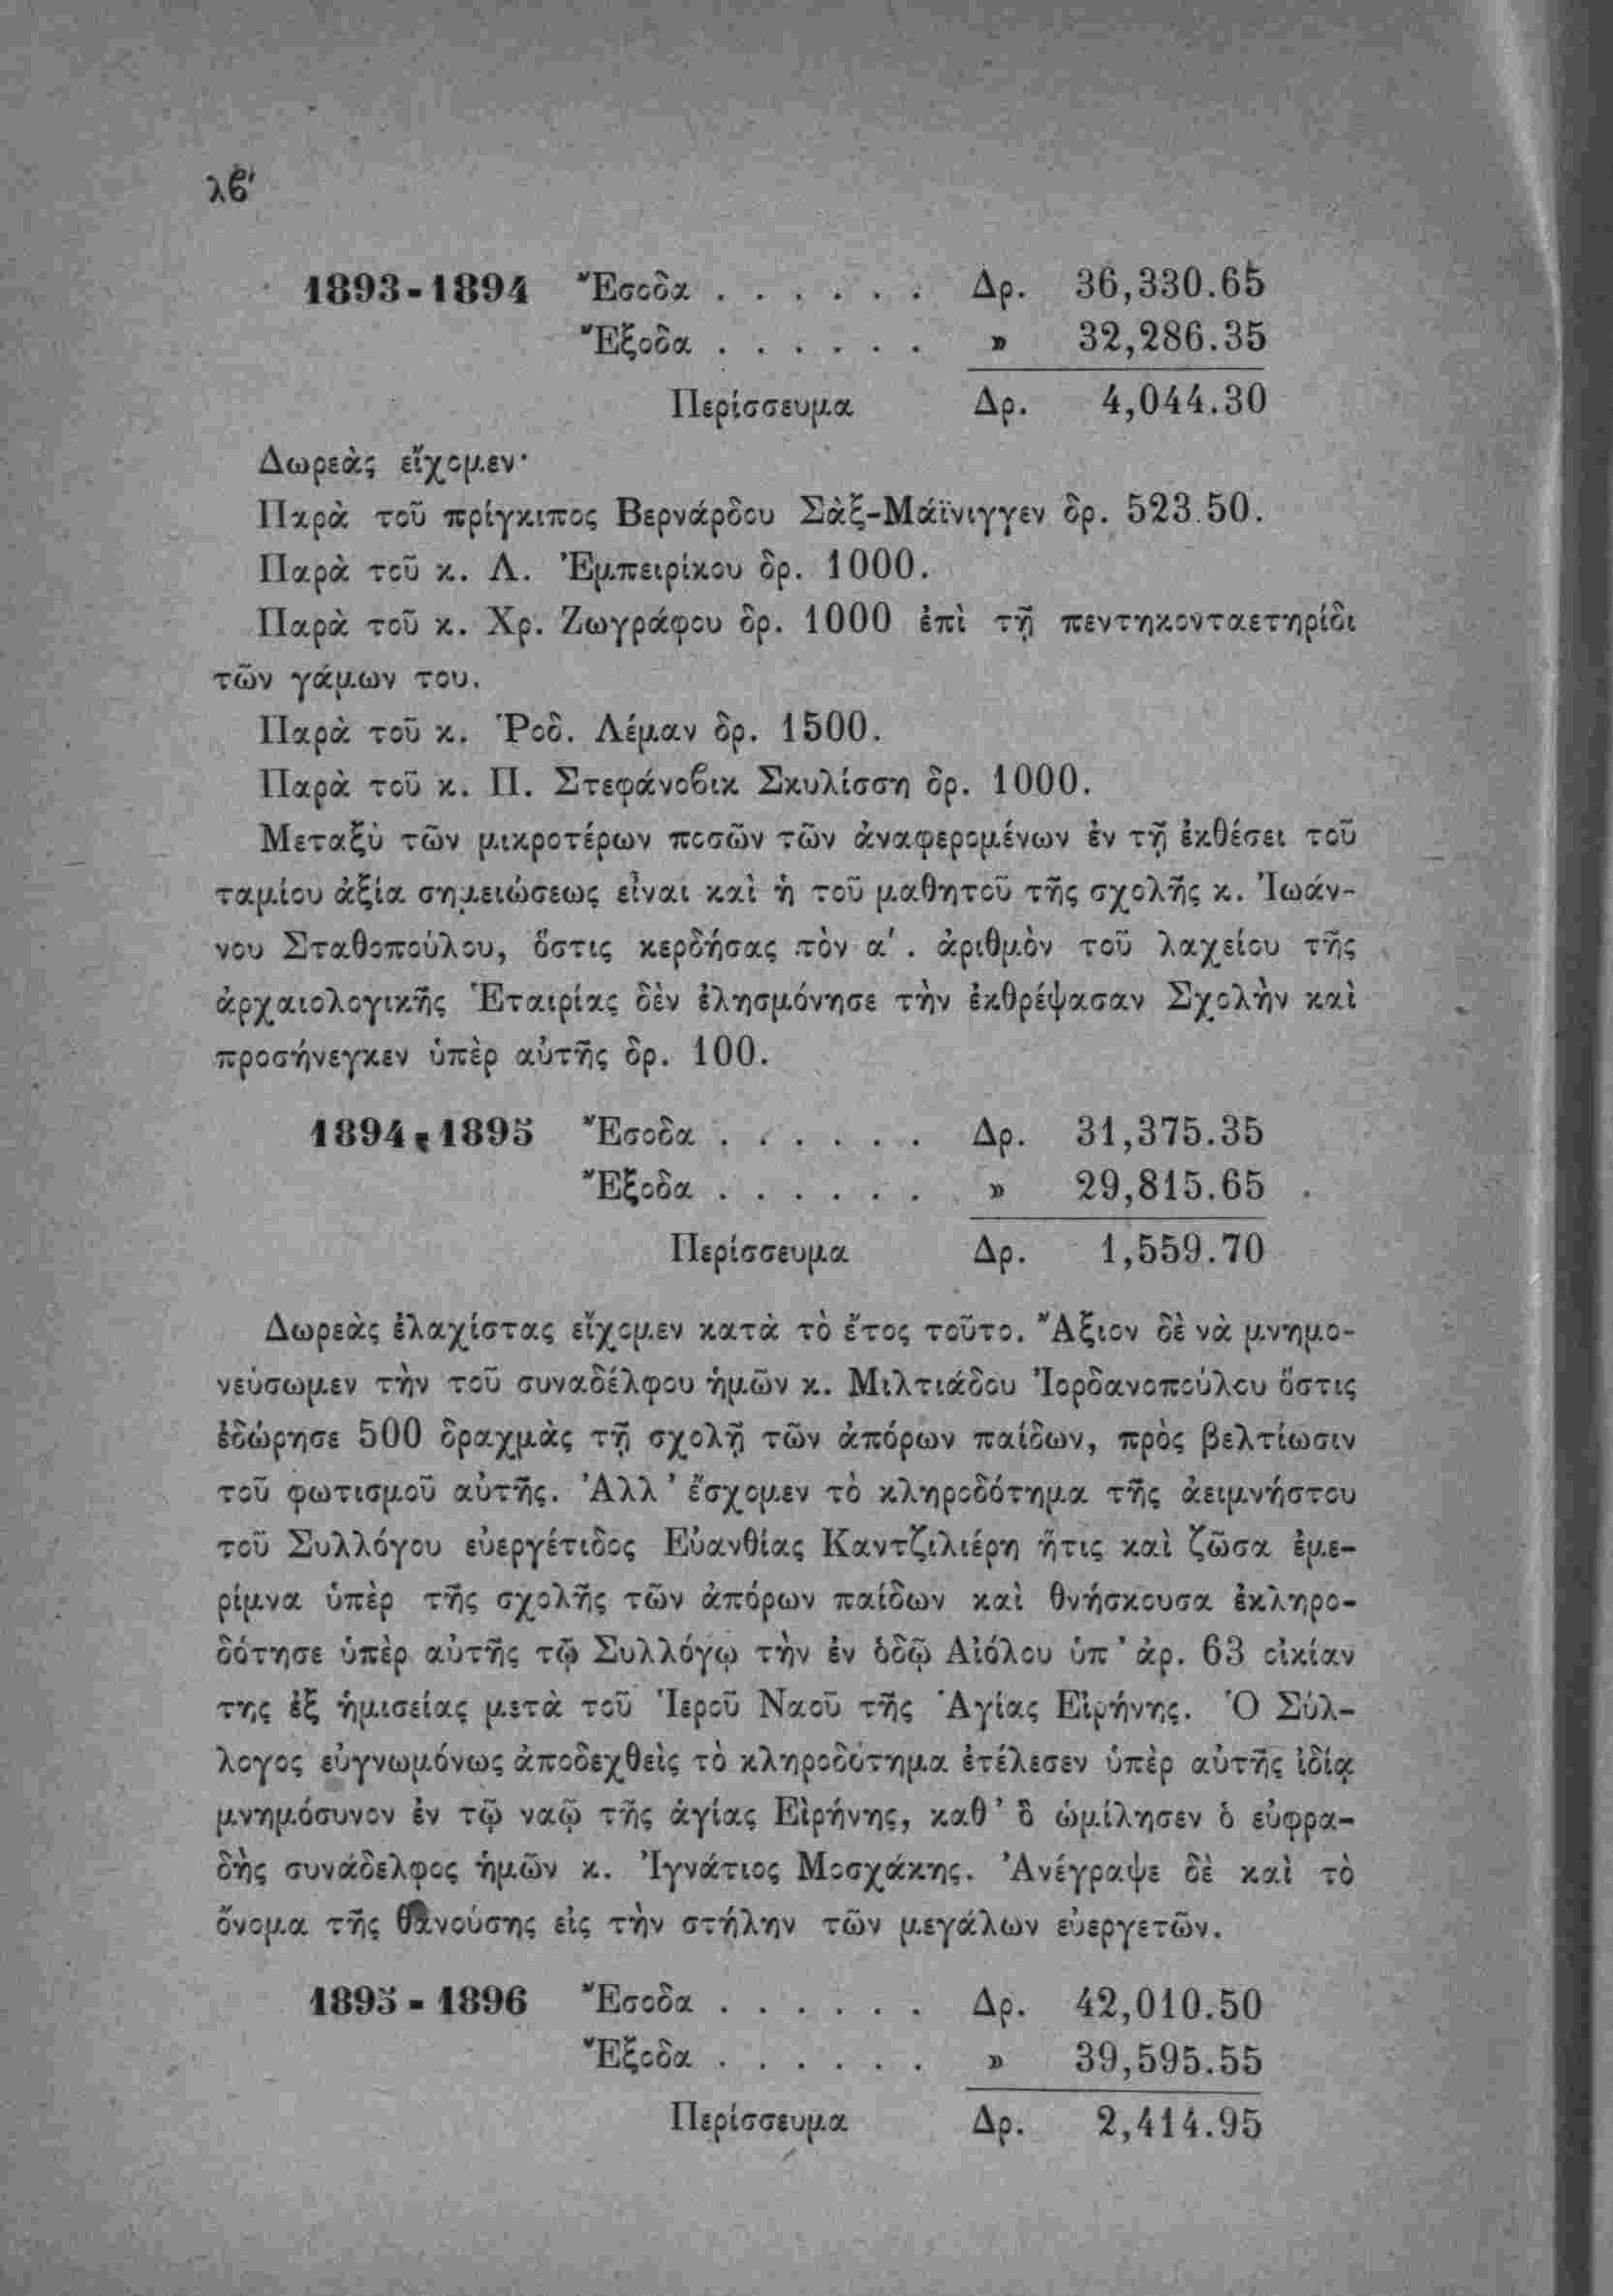 λϐ'
1893-1894 Ἔσοδα . . . . . . Δρ. 36,330.65
Ἔξοδα . . . . . . » 32,286.35
Περίσσευμα Δρ. 4,044.30
Δωρεὰς εἴχομεν·
Παρὰ τοῦ πρίγκιπος Βερνάρδου Σὰξ-Μάϊνιγγεν δρ. 523.50.
Παρὰ τοῦ κ. Λ. Ἐμπειρίκου δρ. 1000.
Παρὰ τοῦ κ. Χρ. Ζωγράφου δρ. 1000 ἐπὶ τῇ πεντηκονταετηρίδι
τῶν γάμων του.
Παρὰ τοῦ κ. Ῥοδ. Λέμαν δρ. 1500.
Παρὰ τοῦ κ. Π. Στεφάνοϐικ Σκυλίσση δρ. 1000.
Μεταξὺ τῶν μικροτέρων ποσῶν τῶν ἀναφερομένων ἐν τῇ ἐκθέσει τοῦ
ταμίου ἀξία σημειώσεως εἶναι καὶ ἡ τοῦ μαθητοῦ τῆς σχολῆς κ. Ἰωάν-
νου Σταθοπούλου, ὅστις κερδήσας τὸν α'. ἀριθμὸν τοῦ λαχείου τῆς
ἀρχαιολογικῆς Ἑταιρίας δὲν ἐλησμόνησε τὴν ἐκθρέψασαν Σχολὴν καὶ
προσήνεγκεν ὑπὲρ αὐτῆς δρ. 100.
1894-1895 Ἔσοδα . . . . . . Δρ. 31,375.35
Ἔξοδα . . . . . . » 29,815.65
Περίσσευμα Δρ. 1,559.70
Δωρεὰς ἐλαχίστας εἴχομεν κατὰ τὸ ἔτος τοῦτο. Ἄξιον δὲ νὰ μνημο-
νεύσωμεν τὴν τοῦ συναδέλφου ἡμῶν κ. Μιλτιάδου Ἰορδανοπούλου ὅστις
ἐδώρησε 500 δραχμὰς τῇ σχολῇ τῶν ἀπόρων παίδων, πρὸς βελτίωσιν
τοῦ φωτισμοῦ αὐτῆς. Ἀλλ' ἔσχομεν τὸ κληροδότημα τῆς ἀειμνήστου
τοῦ Συλλόγου εὐεργέτιδος Εὐανθίας Καντζιλιέρη ἥτις καὶ ζῶσα ἐμε-
ρίμνα ὑπὲρ τῆς σχολῆς τῶν ἀπόρων παίδων καὶ θνήσκουσα ἐκληρο-
δότησε ὑπὲρ αὐτῆς τῷ Συλλόγῳ τὴν ἐν ὁδῷ Αἰόλου ὑπ' ἀρ. 63 οἰκίαν
της ἐξ ἡμισείας μετὰ τοῦ Ἱεροῦ Ναοῦ τῆς Ἁγίας Εἰρήνης. Ὁ Σύλ-
λογος εὐγνωμόνως ἀποδεχθεὶς τὸ κληροδότημα ἐτέλεσεν ὑπὲρ αὐτῆς ἰδίᾳ
μνημόσυνον ἐν τῷ ναῷ τῆς ἁγίας Εἰρήνης, καθ' ὃ ὡμίλησεν ὁ εὐφρα-
δὴς συνάδελφος ἡμῶν κ. Ἰγνάτιος Μοσχάκης. Ἀνέγραψε δὲ καὶ τὸ
ὄνομα τῆς θανούσης εἰς τὴν στήλην τῶν μεγάλων εὐεργετῶν.
1895 - 1896 Ἔσοδα . . . . . . Δρ. 42,010.50
Ἔξοδα . . . . . . » 39,595.55
Περίσσευμα Δρ. 2,414.95